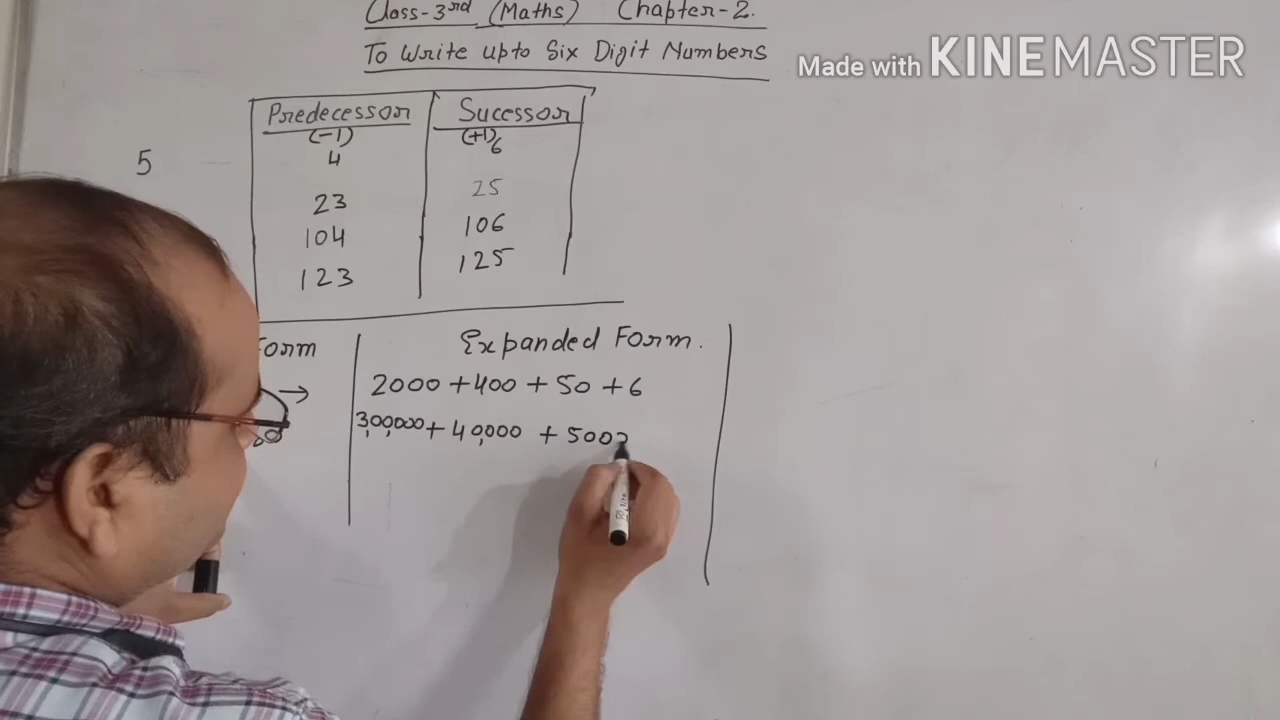 Class-3rd (Maths) Chapter-2.
Made with KINEMASTER
To Write upto Six Digit Numbers
Predecessor Sucessor
(-1) (+1)
5 4 6
23 25
104 106
123 125
Form Expanded Form.
2000 + 400 + 50 + 6
3,00,000 + 40,000 + 500